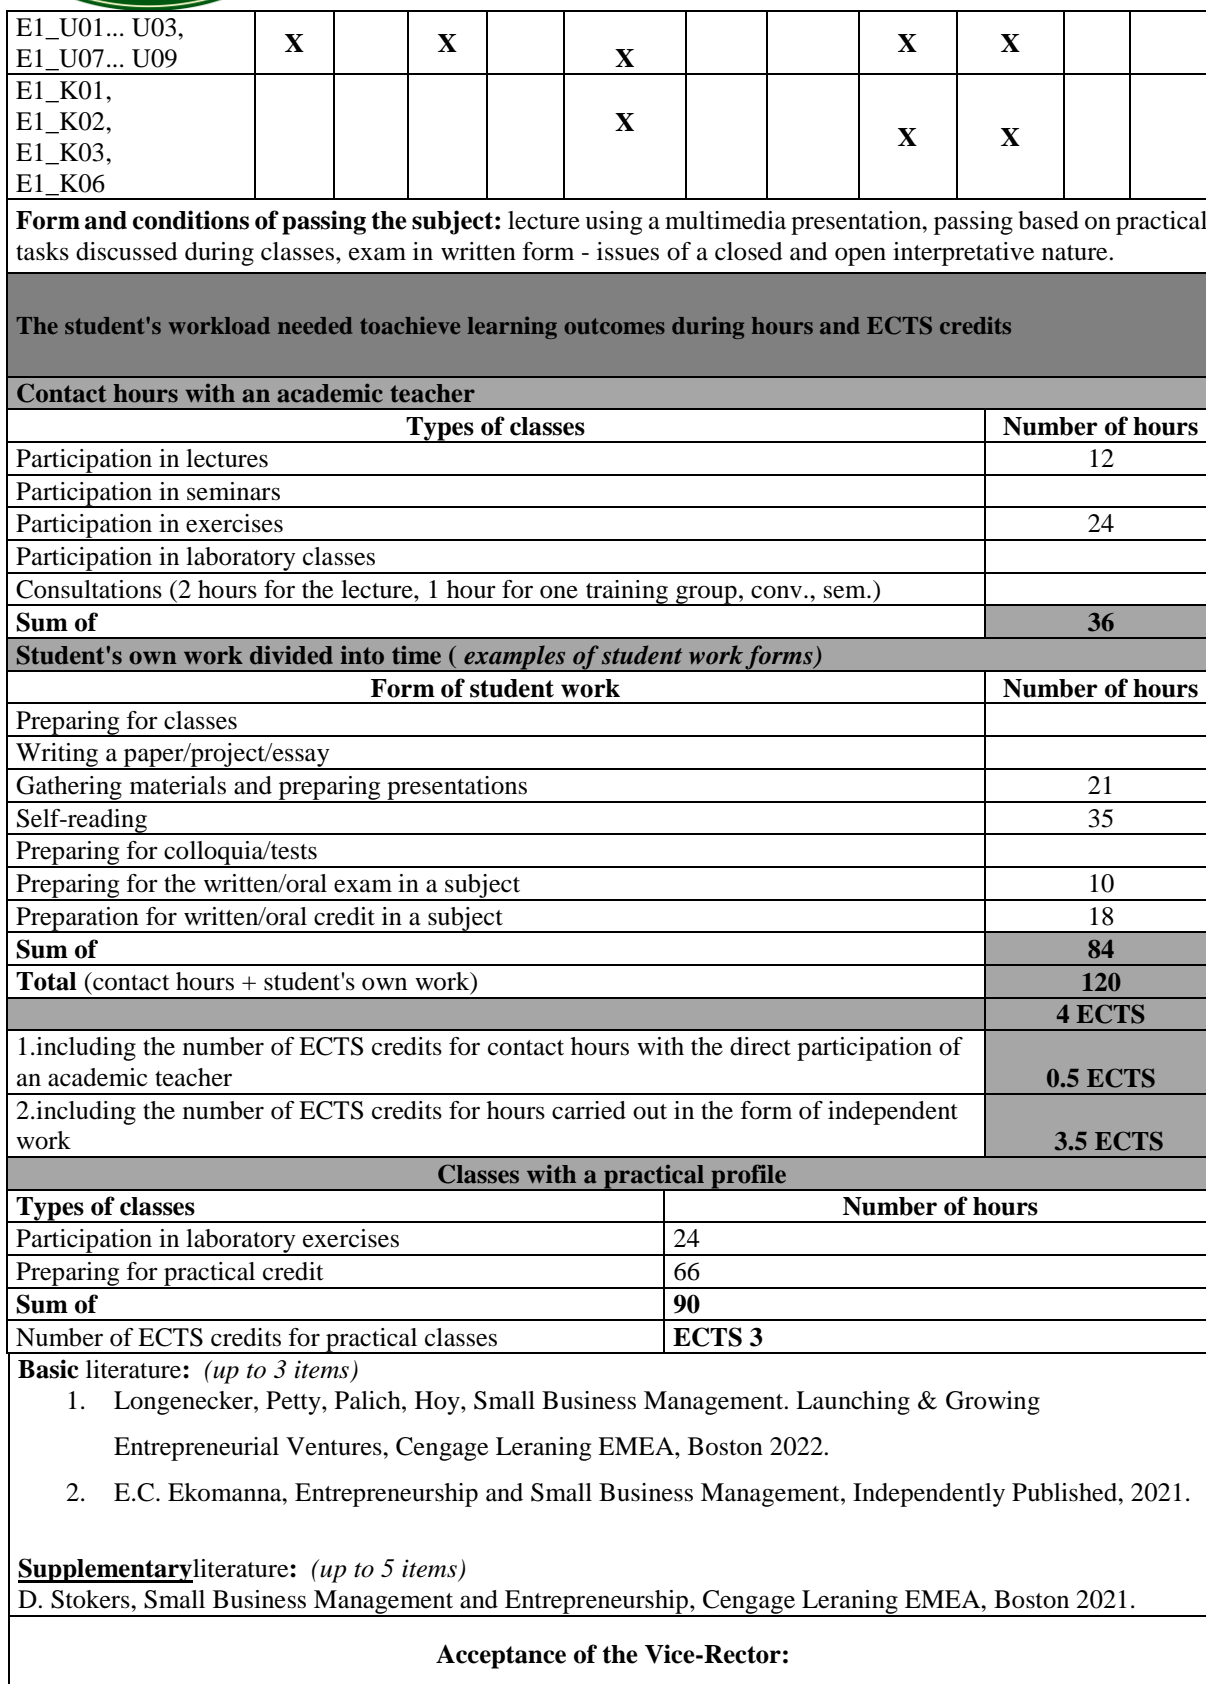 E1_U01... U03,
E1_U07... U09
X X X X X
E1_K01,
E1_K02,
E1_K03,
E1_K06
X X X
Form and conditions of passing the subject: lecture using a multimedia presentation, passing based on practical
tasks discussed during classes, exam in written form - issues of a closed and open interpretative nature.
The student's workload needed toachieve learning outcomes during hours and ECTS credits
Contact hours with an academic teacher
Types of classes Number of hours
Participation in lectures 12
Participation in seminars
Participation in exercises 24
Participation in laboratory classes
Consultations (2 hours for the lecture, 1 hour for one training group, conv., sem.)
Sum of 36
Student's own work divided into time ( examples of student work forms)
Form of student work Number of hours
Preparing for classes
Writing a paper/project/essay
Gathering materials and preparing presentations 21
Self-reading 35
Preparing for colloquia/tests
Preparing for the written/oral exam in a subject 10
Preparation for written/oral credit in a subject 18
Sum of 84
Total (contact hours + student's own work) 120
4 ECTS
1.including the number of ECTS credits for contact hours with the direct participation of
an academic teacher 0.5 ECTS
2.including the number of ECTS credits for hours carried out in the form of independent
work 3.5 ECTS
Classes with a practical profile
Types of classes Number of hours
Participation in laboratory exercises 24
Preparing for practical credit 66
Sum of 90
Number of ECTS credits for practical classes ECTS 3
Basic literature: (up to 3 items)
1. Longenecker, Petty, Palich, Hoy, Small Business Management. Launching & Growing
Entrepreneurial Ventures, Cengage Leraning EMEA, Boston 2022.
2. E.C. Ekomanna, Entrepreneurship and Small Business Management, Independently Published, 2021.
Supplementaryliterature: (up to 5 items)
D. Stokers, Small Business Management and Entrepreneurship, Cengage Leraning EMEA, Boston 2021.
Acceptance of the Vice-Rector: